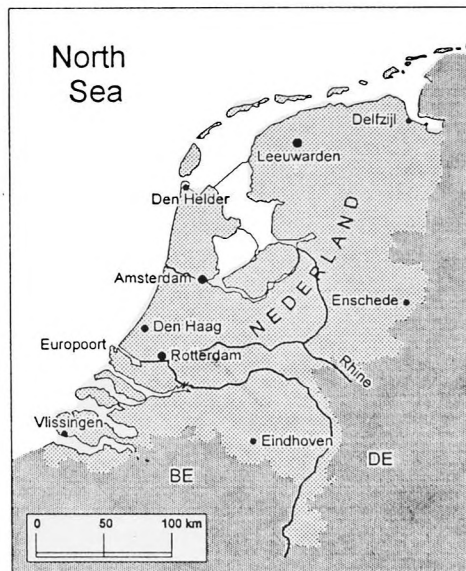 North
Sea
Delfzijl
Leeuwarden
Den Helder
NEDERLAND
Amsterdam
Enschede
Den Haag
Europoort
Rotterdam
Rhine
Vlissingen
Eindhoven
BE
DE
0 50 100 km